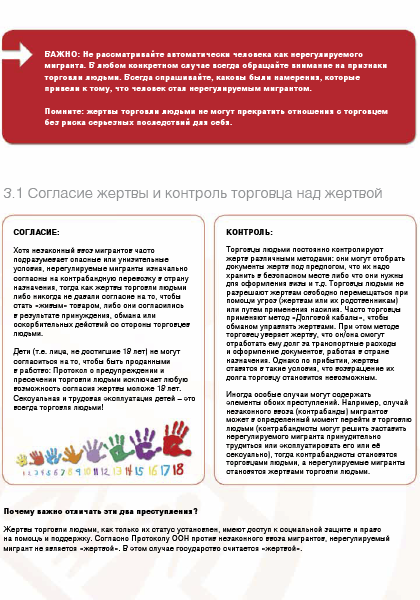 ВАЖНО: Не рассматривайте автоматически человека как нерегулируемого
мигранта. В любом конкретном случае всегда обращайте внимание на признаки
торговли людьми. Всегда спрашивайте, каковы были намерения, которые
привели к тому, что человек стал нерегулируемым мигрантом.
Помните: жертвы торговли людьми не могут прекратить отношения с торговцем
без риска серьезных последствий для себя.
3.1 Согласие жертвы и контроль торговца над жертвой
СОГЛАСИЕ:
Хотя незаконный ввоз мигрантов часто
подразумевает опасные или унизительные
условия, нерегулируемые мигранты изначально
согласны на контрабандную перевозку в страну
назначения, тогда как жертвы торговли людьми
либо никогда не давали согласие на то, чтобы
стать «живым» товаром, либо они согласились
в результате принуждения, обмана или
оскорбительных действий со стороны торговцев
людьми.
Дети (т.е. лица, не достигшие 18 лет) не могут
согласиться на то, чтобы быть проданными
в рабство: Протокол о предупреждении и
пресечении торговли людьми исключает любую
возможность согласия жертвы моложе 18 лет.
Сексуальная и трудовая эксплуатация детей – это
всегда торговля людьми!
1 2 3 4 5 6 7 8 9 10 11 12 13 14 15 16 17 18
КОНТРОЛЬ:
Торговцы людьми постоянно контролируют
жертв различными методами: они могут отобрать
документы жертв под предлогом, что их надо
хранить в безопасном месте либо что они нужны
для оформления визы и т.д. Торговцы людьми не
разрешают жертвам свободно перемещаться при
помощи угроз (жертвам или их родственникам)
или путем применения насилия. Часто торговцы
применяют метод «Долговой кабалы», чтобы
обманом управлять жертвами. При этом методе
торговец уверяет жертву, что он/она смогут
отработать ему долг за транспортные расходы
и оформление документов, работая в стране
назначения. Однако по прибытии, жертвы
ставятся в такие условия, что возвращение их
долга торговцу становится невозможным.
Иногда особые случаи могут содержать
элементы обоих преступлений. Например, случай
незаконного ввоза (контрабанды) мигрантов
может в определенный момент перейти в торговлю
людьми (контрабандисты могут решить заставить
нерегулируемого мигранта принудительно
трудиться или эксплуатировать его или её
сексуально), тогда контрабандисты становятся
торговцами людьми, а нерегулируемые мигранты
становятся жертвами торговли людьми.
Почему важно отличать эти два преступления?
Жертвы торговли людьми, как только их статус установлен, имеют доступ к социальной защите и право
на помощь и поддержку. Согласно Протоколу ООН против незаконного ввоза мигрантов, нерегулируемый
мигрант не является «жертвой». В этом случае государство считается «жертвой».